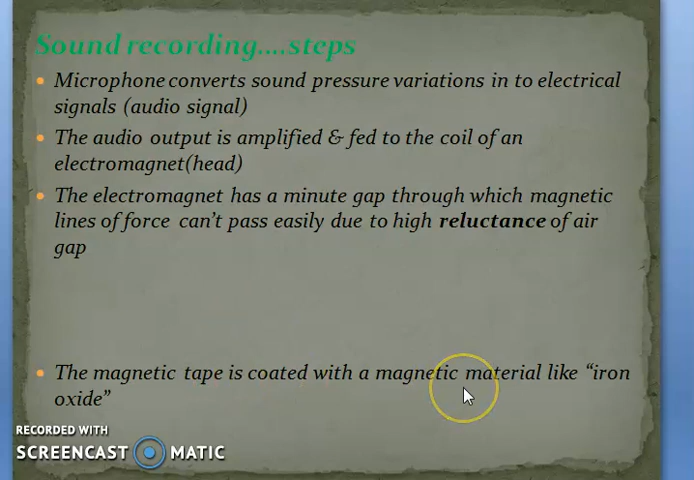 Sound recording....steps
Microphone converts sound pressure variations in to electrical
signals (audio signal)
The audio output is amplified & fed to the coil of an
electromagnet(head)
The electromagnet has a minute gap through which magnetic
lines of force can't pass easily due to high reluctance of air
gap
The magnetic tape is coated with a magnetic material like “iron
oxide”
RECORDED WITH
SCREENCAST MATIC